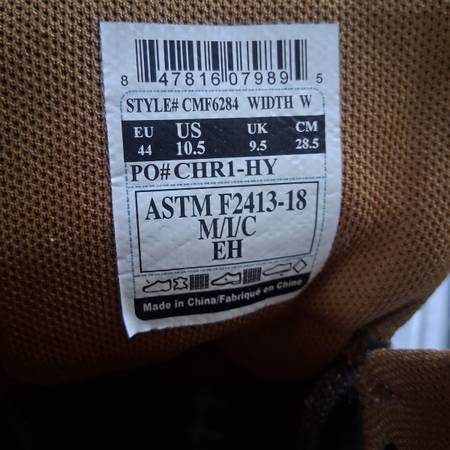 8 47816 07989 5
STYLE# CMF6284 WIDTH W
EU US UK CM
44 10.5 9.5 28.5
PO# CHR1-HY
ASTM F2413-18
M/I/C
EH
Made in China/Fabriqué en Chine